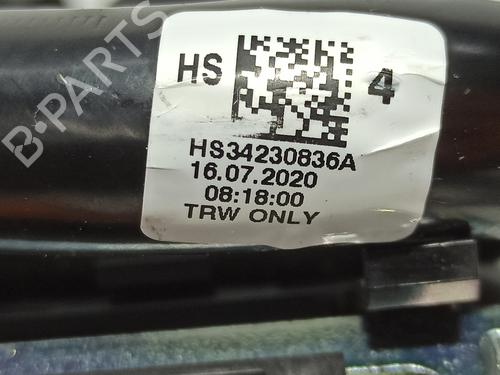 B-PARTS
HS
4
HS34230836A
16.07.2020
08:18:00
TRW ONLY